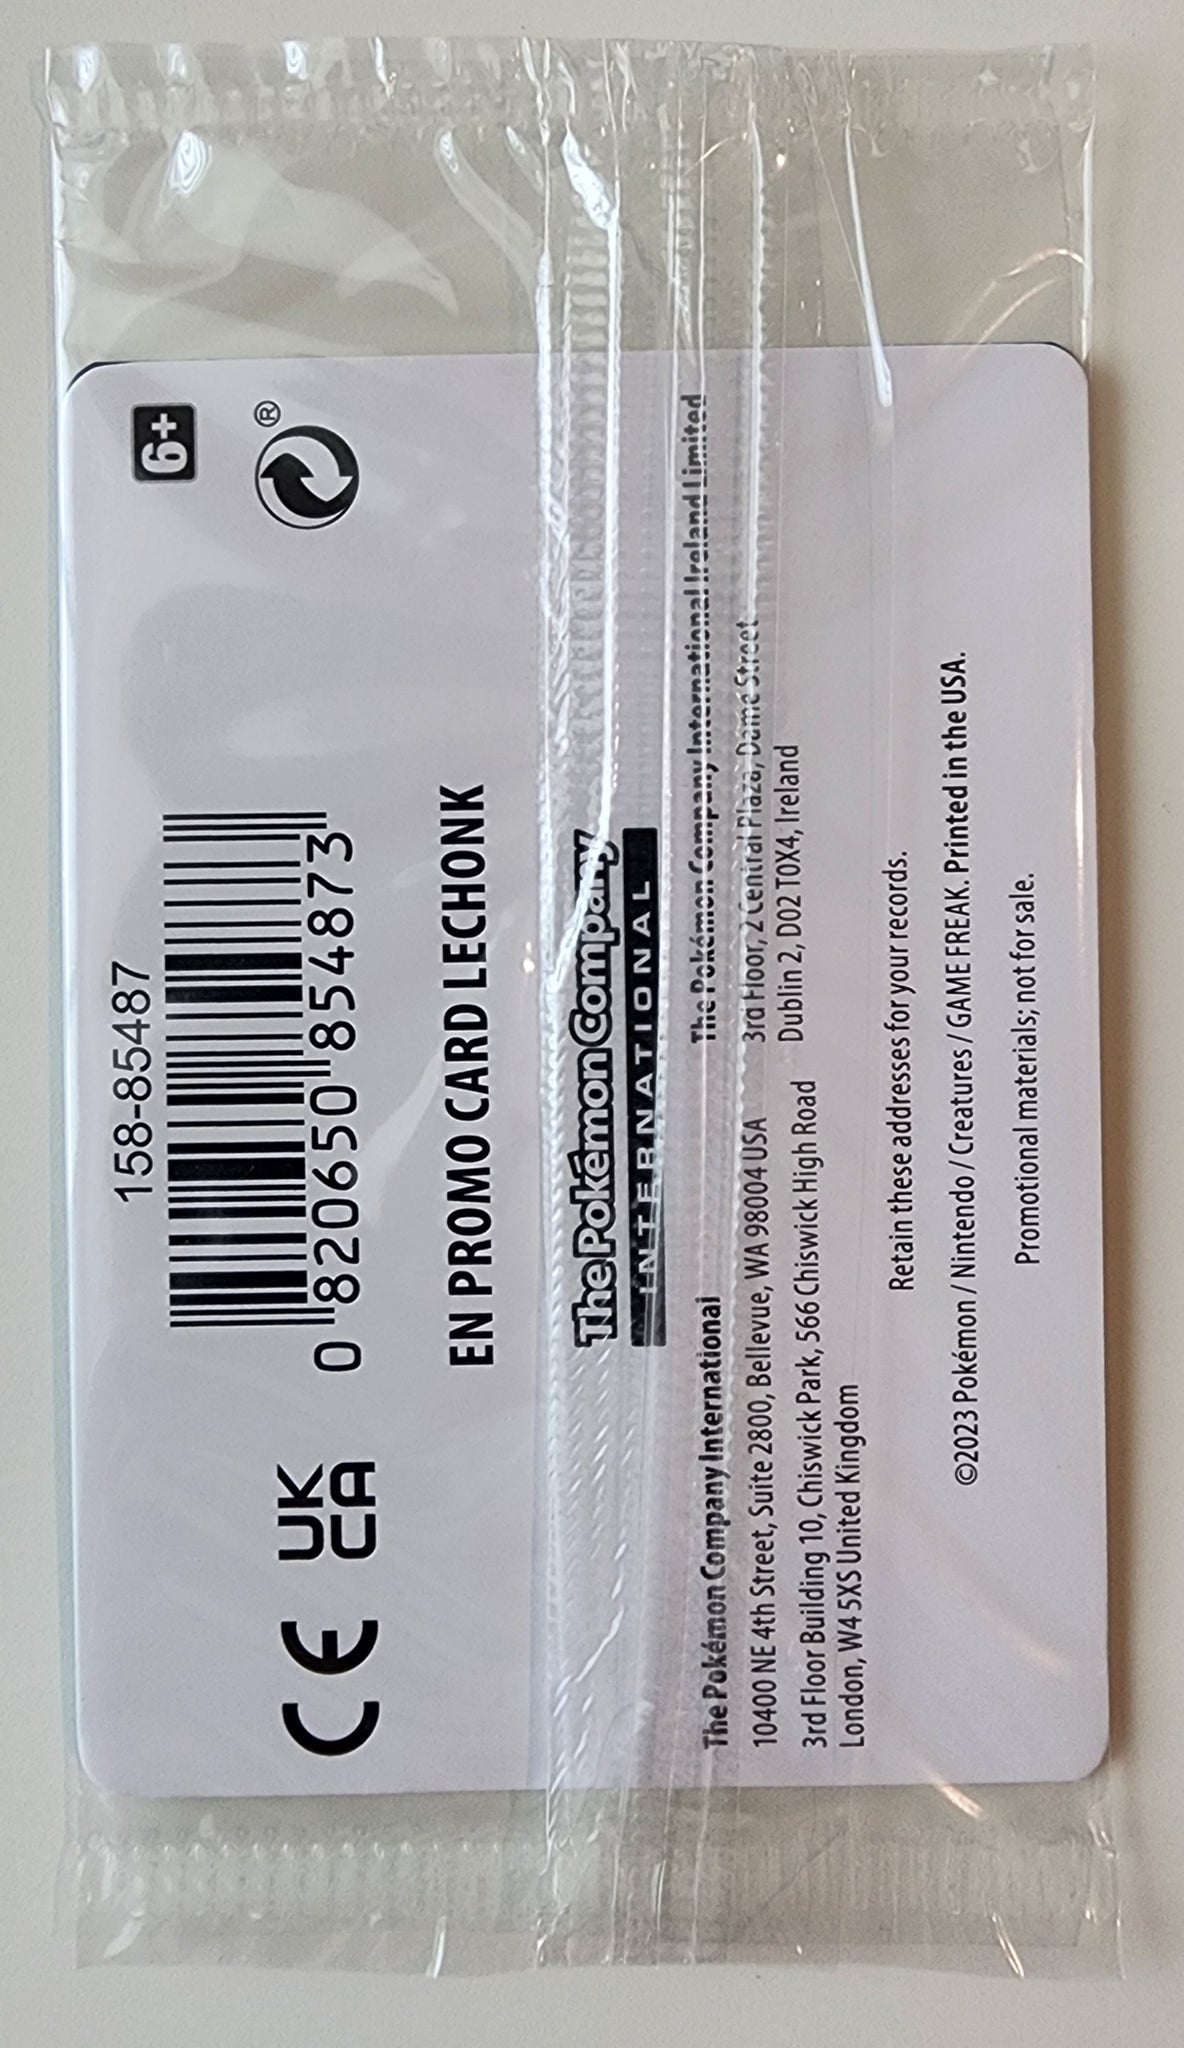 158-85487
6+
®
0 820650 854873
CE
UK
CA
EN PROMO CARD LECHONK
The Pokémon Company
INTERNATIONAL
The Pokémon Company International
10400 NE 4th Street, Suite 2800, Bellevue, WA 98004 USA
3rd Floor Building 10, Chiswick Park, 566 Chiswick High Road
London, W4 5XS United Kingdom
The Pokémon Company International Ireland Limited
3rd Floor, 2 Central Plaza, Dame Street
Dublin 2, D02 T0X4, Ireland
Retain these addresses for your records.
©2023 Pokémon / Nintendo / Creatures / GAME FREAK. Printed in the USA.
Promotional materials; not for sale.